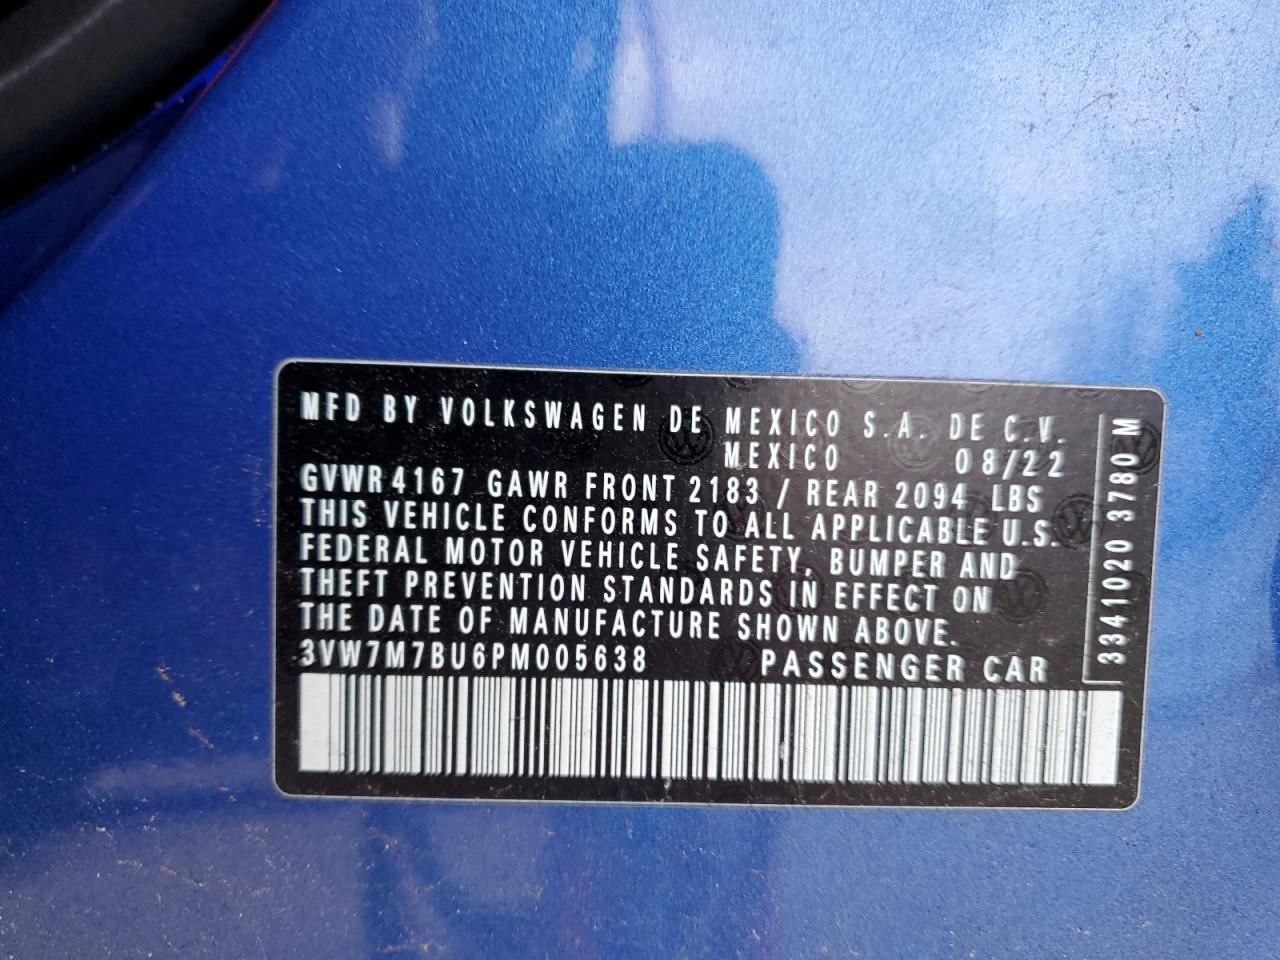 MFD BY VOLKSWAGEN DE MEXICO S.A. DE C.V.
MEXICO 08/22
GVWR 4167 GAWR FRONT 2183 / REAR 2094 LBS
THIS VEHICLE CONFORMS TO ALL APPLICABLE U.S.
FEDERAL MOTOR VEHICLE SAFETY, BUMPER AND
THEFT PREVENTION STANDARDS IN EFFECT ON
THE DATE OF MANUFACTURE SHOWN ABOVE.
3VW7M7BU6PM005638 PASSENGER CAR
3341020 3780 M